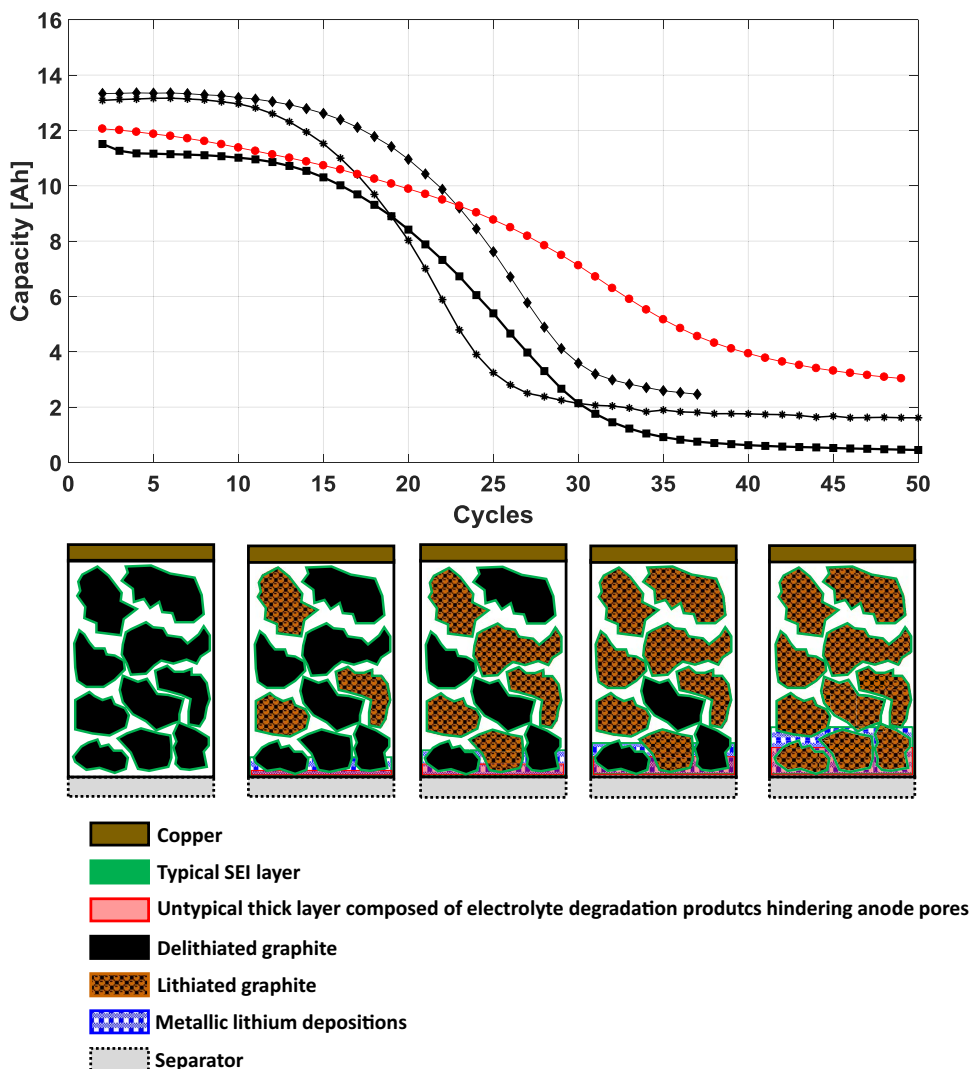 16
14
12
10
8
6
4
2
0
Capacity [Ah]
0 5 10 15 20 25 30 35 40 45 50
Cycles
Copper
Typical SEI layer
Untypical thick layer composed of electrolyte degradation produtcs hindering anode pores
Delithiated graphite
Lithiated graphite
Metallic lithium depositions
Separator